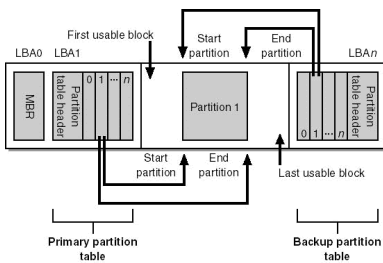 First usable block
Start
partition
End
partition
LBA0
LBA1
LBAn
MBR
Partition
table header
0 1 ··· n
Partition 1
0 1 ··· n
Partition
table header
Start
partition
End
partition
Last usable block
Primary partition
table
Backup partition
table